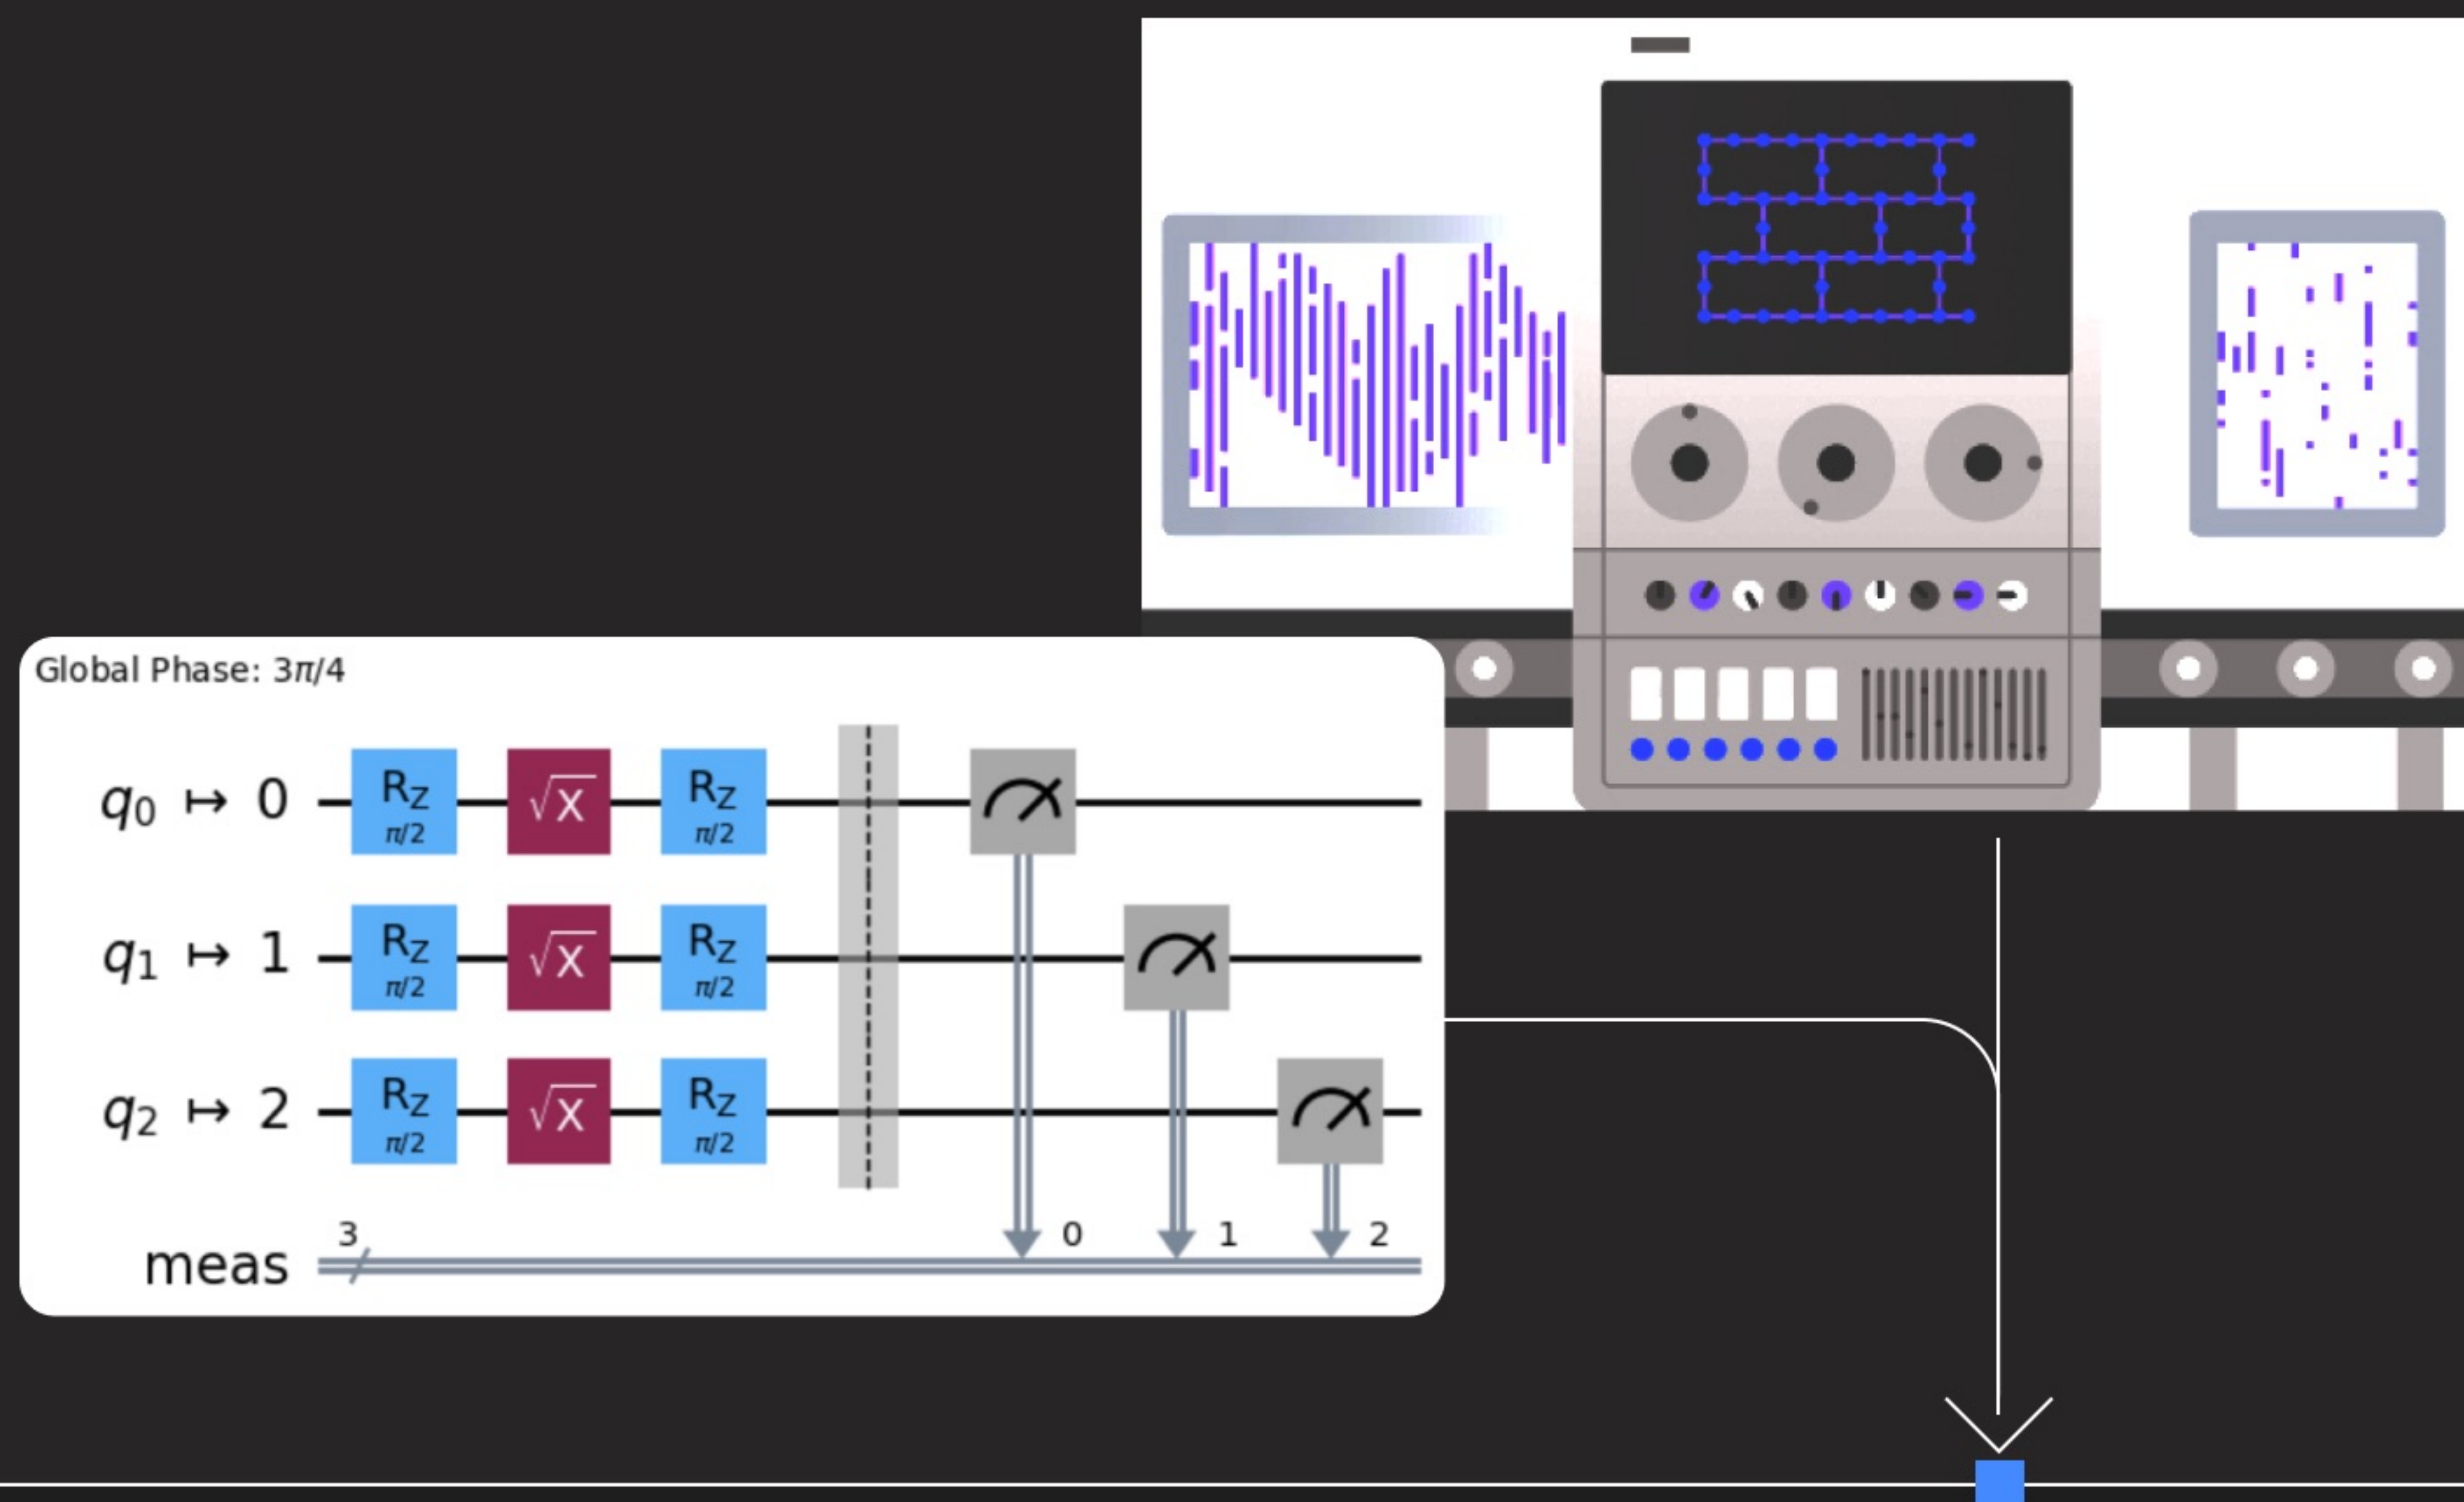 Global Phase: 3π/4
q0 ↦ 0 Rz π/2 √X Rz π/2
q1 ↦ 1 Rz π/2 √X Rz π/2
q2 ↦ 2 Rz π/2 √X Rz π/2
3 0 1 2
meas